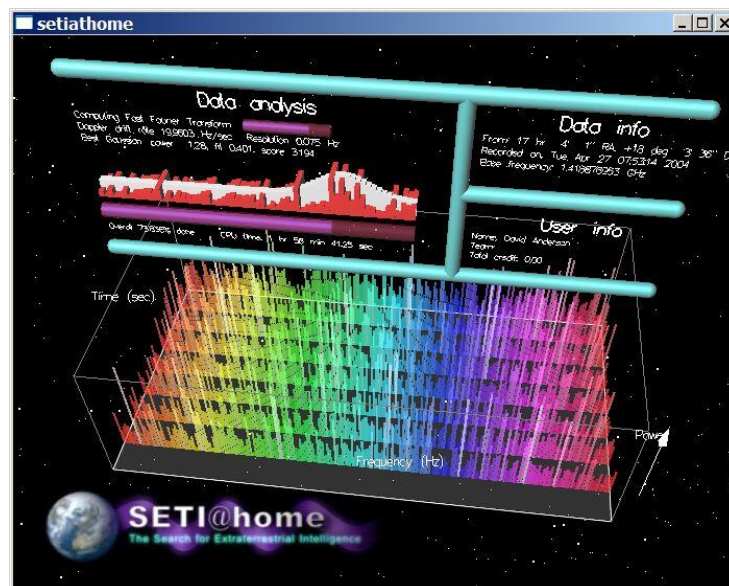 setiathome
Data analysis
Computing Fast Fourier Transform
Doppler drift rate 19.9603 Hz/sec Resolution 0.075 Hz
Best Gaussian power 1.28, fit 0.401, score 3.194
Overall 73.838% done CPU time: 1 hr 58 min 41.25 sec
Data info
From: 17 hr 4' 1" RA, +18 deg 3' 36" D
Recorded on: Tue Apr 27 07:53:14 2004
Base frequency: GHz
User info
Name: David Anderson
Team:
Total credit: 0.00
Time (sec)
Power
Frequency (Hz)
SETI@home
The Search for Extraterrestrial Intelligence